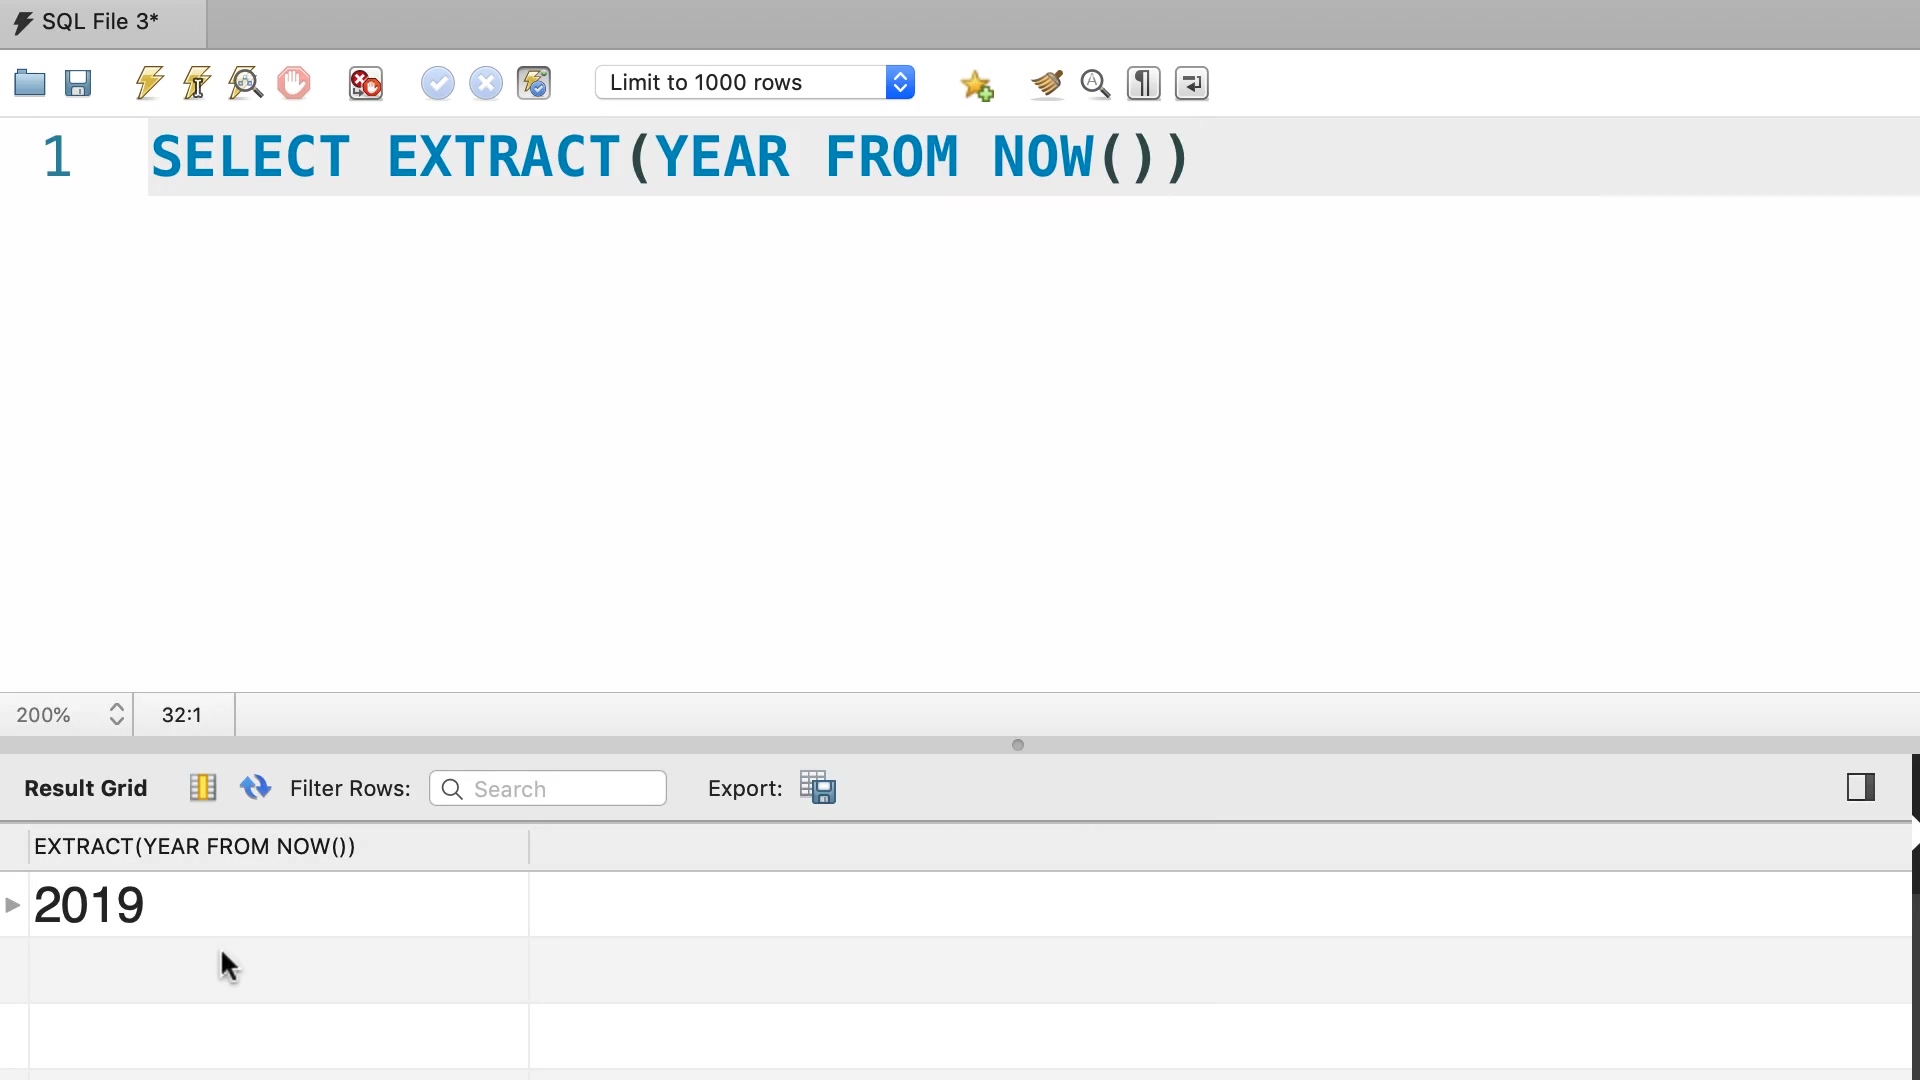 SQL File 3*
Limit to 1000 rows
1 SELECT EXTRACT(YEAR FROM NOW())
200% 32:1
Result Grid Filter Rows: Search Export:
EXTRACT(YEAR FROM NOW())
2019